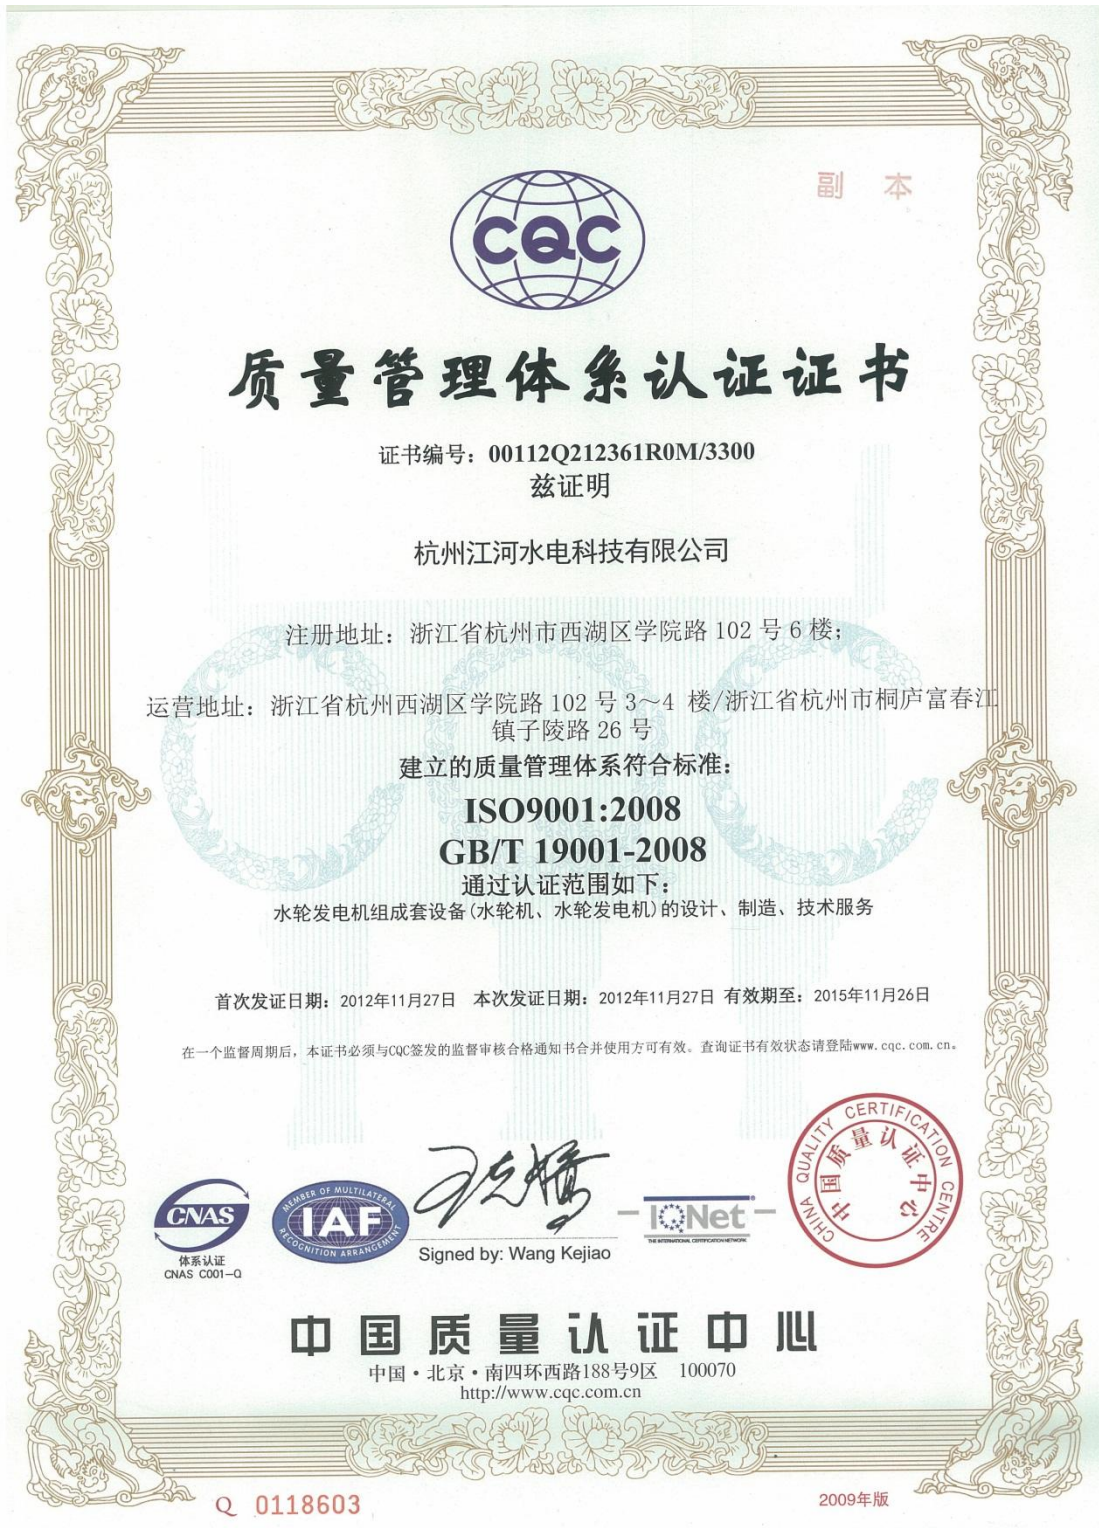 副 本
CQC
质量管理体系认证证书
证书编号：00112Q212361R0M/3300
兹证明
杭州江河水电科技有限公司
注册地址：浙江省杭州市西湖区学院路 102 号 6 楼；
运营地址：浙江省杭州西湖区学院路 102 号 3～4 楼/浙江省杭州市桐庐富春江
镇子陵路 26 号
建立的质量管理体系符合标准：
ISO9001:2008
GB/T 19001-2008
通过认证范围如下：
水轮发电机组成套设备(水轮机、水轮发电机)的设计、制造、技术服务
首次发证日期：2012年11月27日 本次发证日期：2012年11月27日 有效期至：2015年11月26日
在一个监督周期后，本证书必须与CQC签发的监督审核合格通知书合并使用方可有效。查询证书有效状态请登陆www.cqc.com.cn。
CHINA QUALITY CERTIFICATION CENTRE
中国质量认证中心
CNAS
体系认证
CNAS C001-Q
MEMBER OF MULTILATERAL
IAF
RECOGNITION ARRANGEMENT
Signed by: Wang Kejiao
IQNet
THE INTERNATIONAL CERTIFICATION NETWORK
中国质量认证中心
中国·北京·南四环西路188号9区 100070
http://www.cqc.com.cn
Q 0118603
2009年版